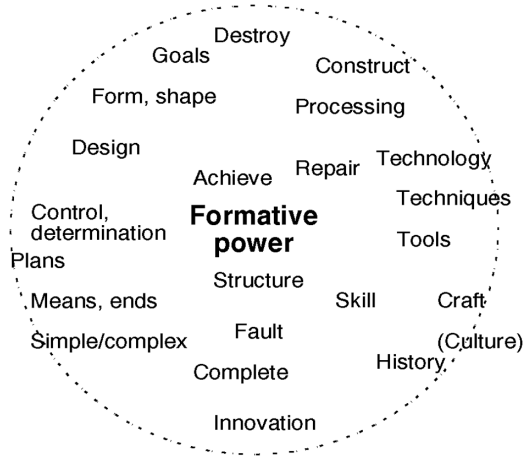 Destroy
Goals
Construct
Form, shape
Processing
Design
Repair
Technology
Achieve
Techniques
Control,
determination
Formative
power
Tools
Plans
Structure
Means, ends
Skill
Craft
Fault
Simple/complex
(Culture)
History
Complete
Innovation